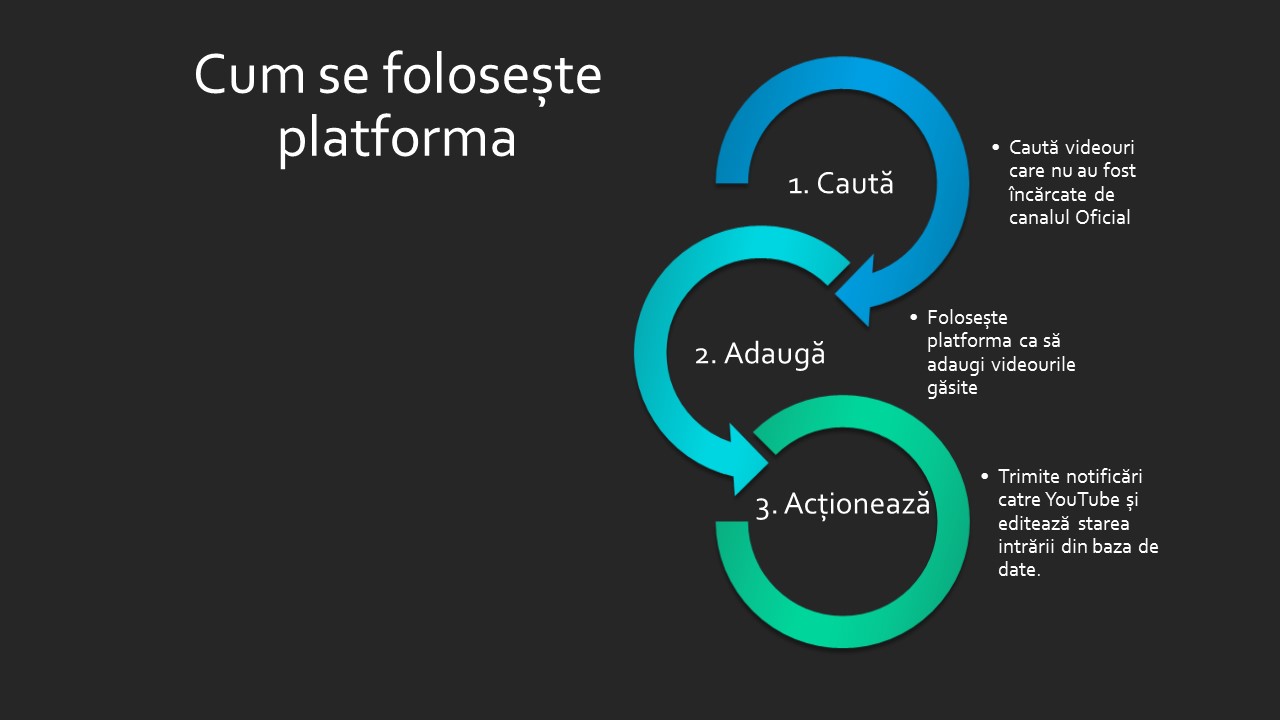 Cum se folosește
platforma
1. Caută
• Caută videouri
care nu au fost
încărcate de
canalul Oficial
2. Adaugă
• Folosește
platforma ca să
adaugi videourile
găsite
3. Acționează
• Trimite notificări
catre YouTube și
editează starea
intrării din baza de
date.